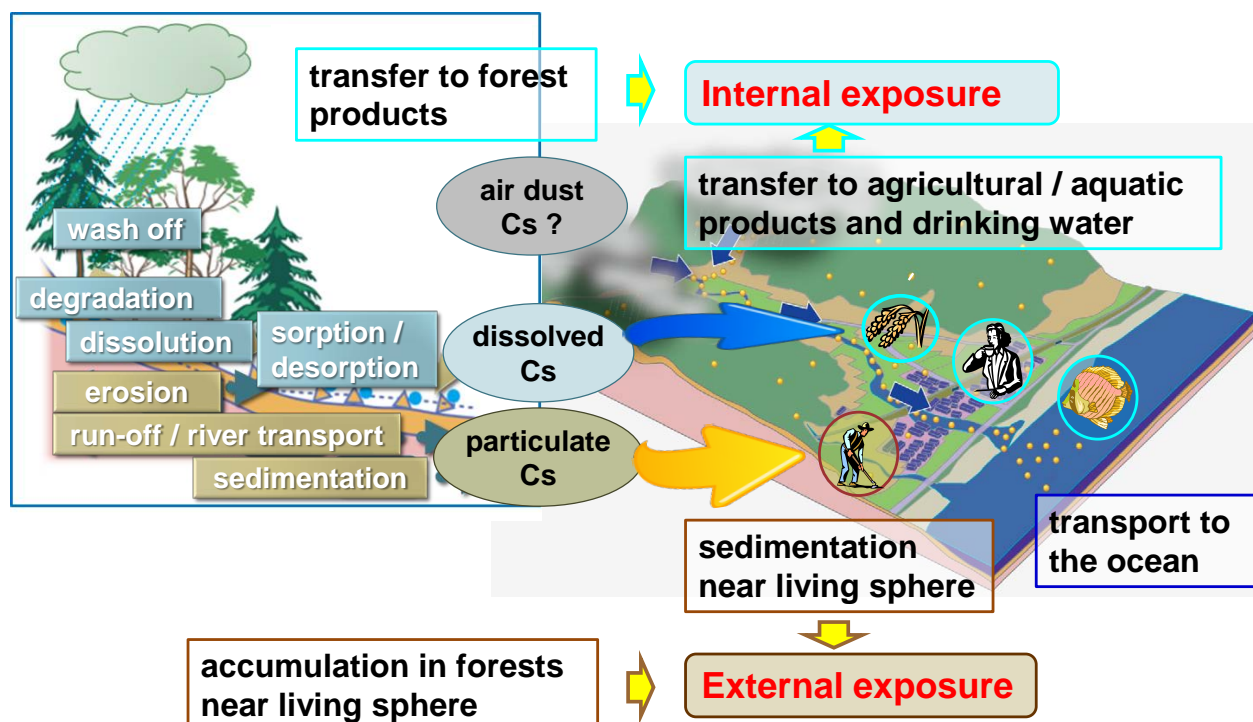 transfer to forest
products
Internal exposure
air dust
Cs ?
transfer to agricultural / aquatic
products and drinking water
wash off
degradation
dissolution
sorption /
desorption
dissolved
Cs
erosion
run-off / river transport
sedimentation
particulate
Cs
sedimentation
near living sphere
transport to
the ocean
accumulation in forests
near living sphere
External exposure